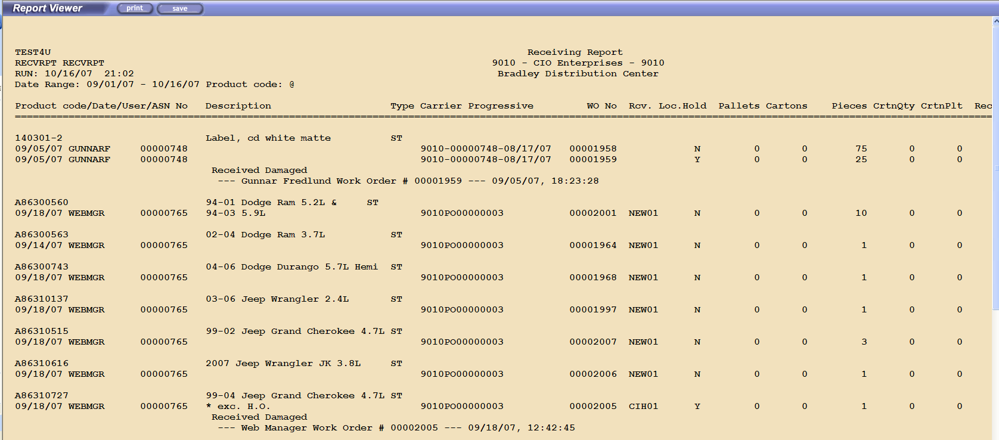 Report Viewer print save
TEST4U Receiving Report
RECVRPT RECVRPT 9010 - CIO Enterprises - 9010
RUN: 10/16/07 21:02 Bradley Distribution Center
Date Range: 09/01/07 - 10/16/07 Product code: @
Product code/Date/User/ASN No Description Type Carrier Progressive WO No Rcv. Loc.Hold Pallets Cartons Pieces CrtnQty CrtnPlt Rec
140301-2 Label, cd white matte ST
09/05/07 GUNNARF 00000748 9010-00000748-08/17/07 00001958 N 0 0 75 0 0
09/05/07 GUNNARF 00000748 9010-00000748-08/17/07 00001959 Y 0 0 25 0 0
Received Damaged
--- Gunnar Fredlund Work Order # 00001959 --- 09/05/07, 18:23:28
A86300560 94-01 Dodge Ram 5.2L & ST
09/18/07 WEBMGR 00000765 94-03 5.9L 9010PO00000003 00002001 NEW01 N 0 0 10 0 0
A86300563 02-04 Dodge Ram 3.7L ST
09/14/07 WEBMGR 00000765 9010PO00000003 00001964 NEW01 N 0 0 1 0 0
A86300743 04-06 Dodge Durango 5.7L Hemi ST
09/18/07 WEBMGR 00000765 9010PO00000003 00001968 NEW01 N 0 0 1 0 0
A86310137 03-06 Jeep Wrangler 2.4L ST
09/18/07 WEBMGR 00000765 9010PO00000003 00001997 NEW01 N 0 0 1 0 0
A86310515 99-02 Jeep Grand Cherokee 4.7L ST
09/18/07 WEBMGR 00000765 9010PO00000003 00002007 NEW01 N 0 0 3 0 0
A86310616 2007 Jeep Wrangler JK 3.8L ST
09/18/07 WEBMGR 00000765 9010PO00000003 00002006 NEW01 N 0 0 1 0 0
A86310727 99-04 Jeep Grand Cherokee 4.7L ST
09/18/07 WEBMGR 00000765 * exc. H.O. 9010PO00000003 00002005 CIH01 Y 0 0 1 0 0
Received Damaged
--- Web Manager Work Order # 00002005 --- 09/18/07, 12:42:45